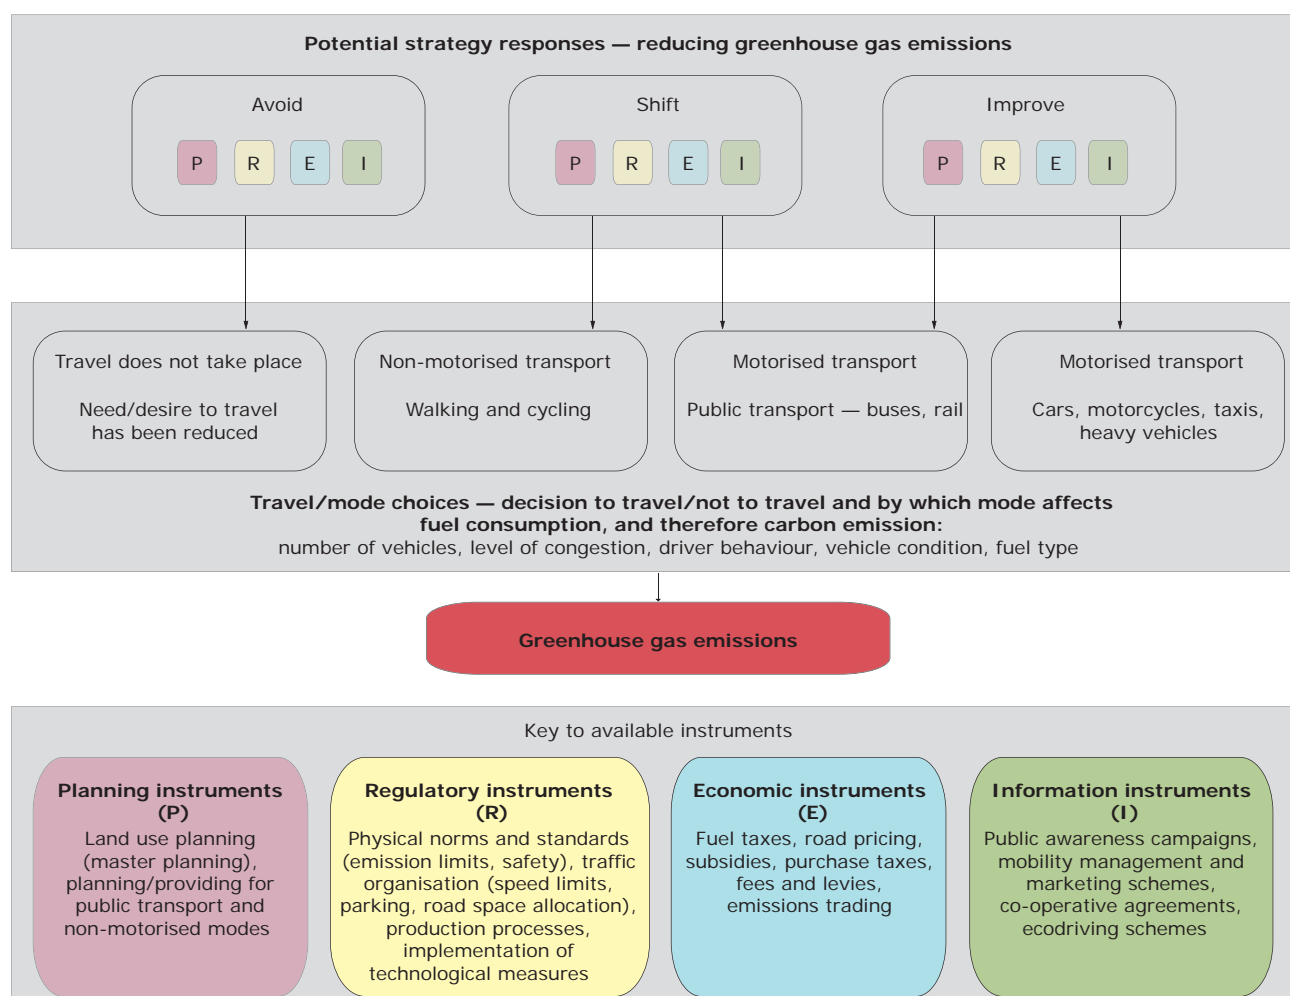 Potential strategy responses — reducing greenhouse gas emissions
Avoid
P R E I
Shift
P R E I
Improve
P R E I
Travel does not take place
Need/desire to travel
has been reduced
Non-motorised transport
Walking and cycling
Motorised transport
Public transport — buses, rail
Motorised transport
Cars, motorcycles, taxis,
heavy vehicles
Travel/mode choices — decision to travel/not to travel and by which mode affects
fuel consumption, and therefore carbon emission:
number of vehicles, level of congestion, driver behaviour, vehicle condition, fuel type
Greenhouse gas emissions
Key to available instruments
Planning instruments
(P)
Land use planning
(master planning),
planning/providing for
public transport and
non-motorised modes
Regulatory instruments
(R)
Physical norms and standards
(emission limits, safety), traffic
organisation (speed limits,
parking, road space allocation),
production processes,
implementation of
technological measures
Economic instruments
(E)
Fuel taxes, road pricing,
subsidies, purchase taxes,
fees and levies,
emissions trading
Information instruments
(I)
Public awareness campaigns,
mobility management and
marketing schemes,
co-operative agreements,
ecodriving schemes